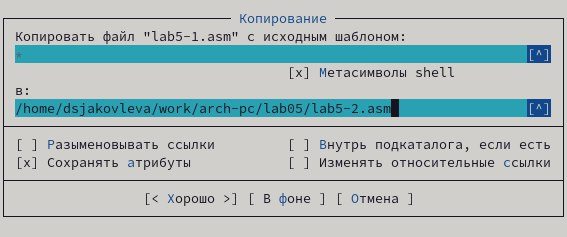 Копирование
Копировать файл "lab5-1.asm" с исходным шаблоном:
* [^]
[x] Метасимволы shell
в:
/home/dsjakovleva/work/arch-pc/lab05/lab5-2.asm [^]
[ ] Разыменовывать ссылки [ ] Внутрь подкаталога, если есть
[x] Сохранять атрибуты [ ] Изменять относительные ссылки
[< Хорошо >] [ В фоне ] [ Отмена ]